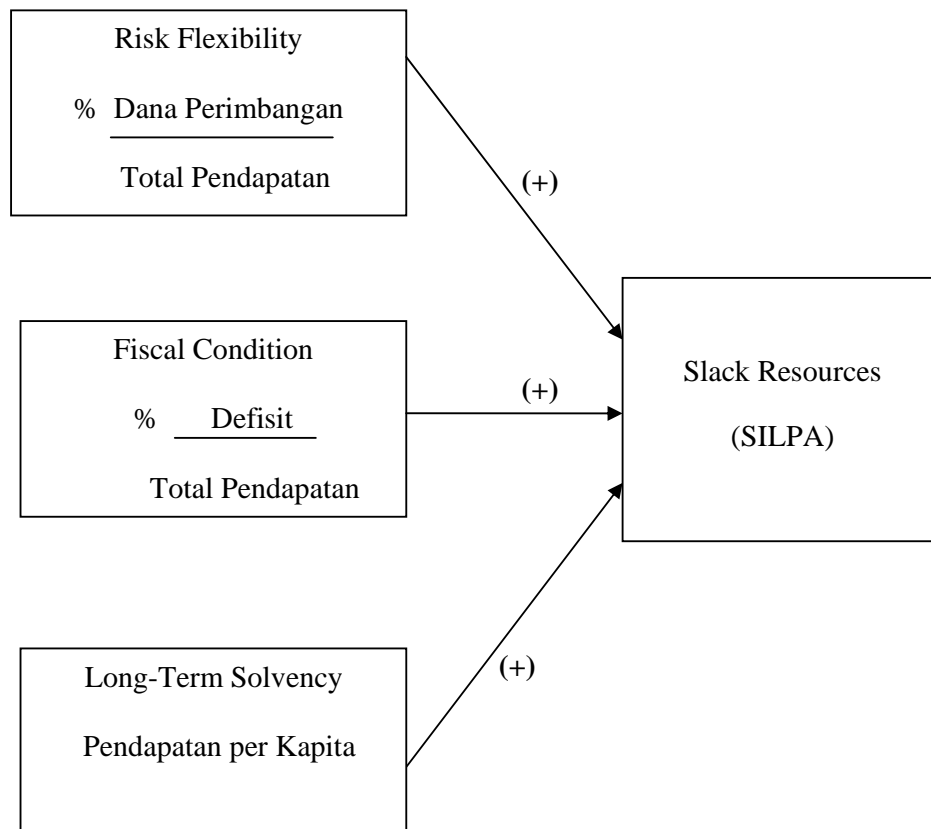 Risk Flexibility
% Dana Perimbangan
Total Pendapatan
(+)
Fiscal Condition
% Defisit
Total Pendapatan
(+)
Slack Resources
(SILPA)
Long-Term Solvency
Pendapatan per Kapita
(+)